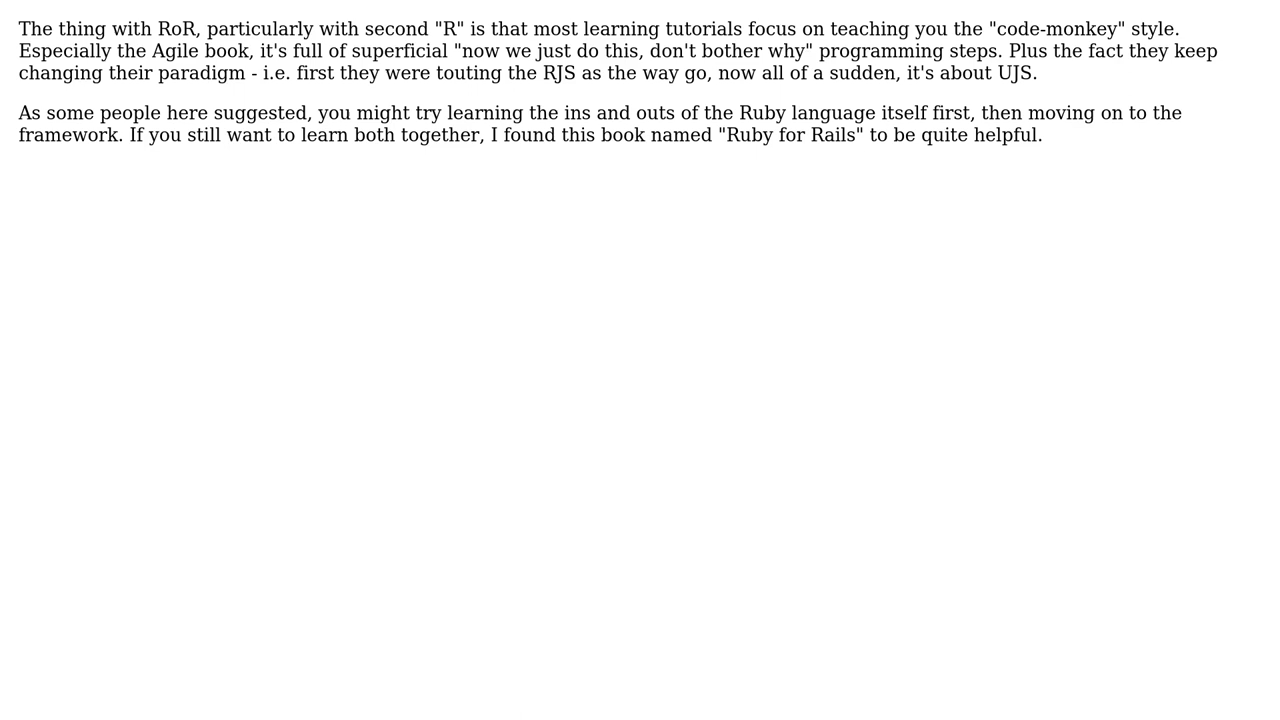 The thing with RoR, particularly with second "R" is that most learning tutorials focus on teaching you the "code-monkey" style.
Especially the Agile book, it's full of superficial "now we just do this, don't bother why" programming steps. Plus the fact they keep
changing their paradigm - i.e. first they were touting the RJS as the way go, now all of a sudden, it's about UJS.
As some people here suggested, you might try learning the ins and outs of the Ruby language itself first, then moving on to the
framework. If you still want to learn both together, I found this book named "Ruby for Rails" to be quite helpful.